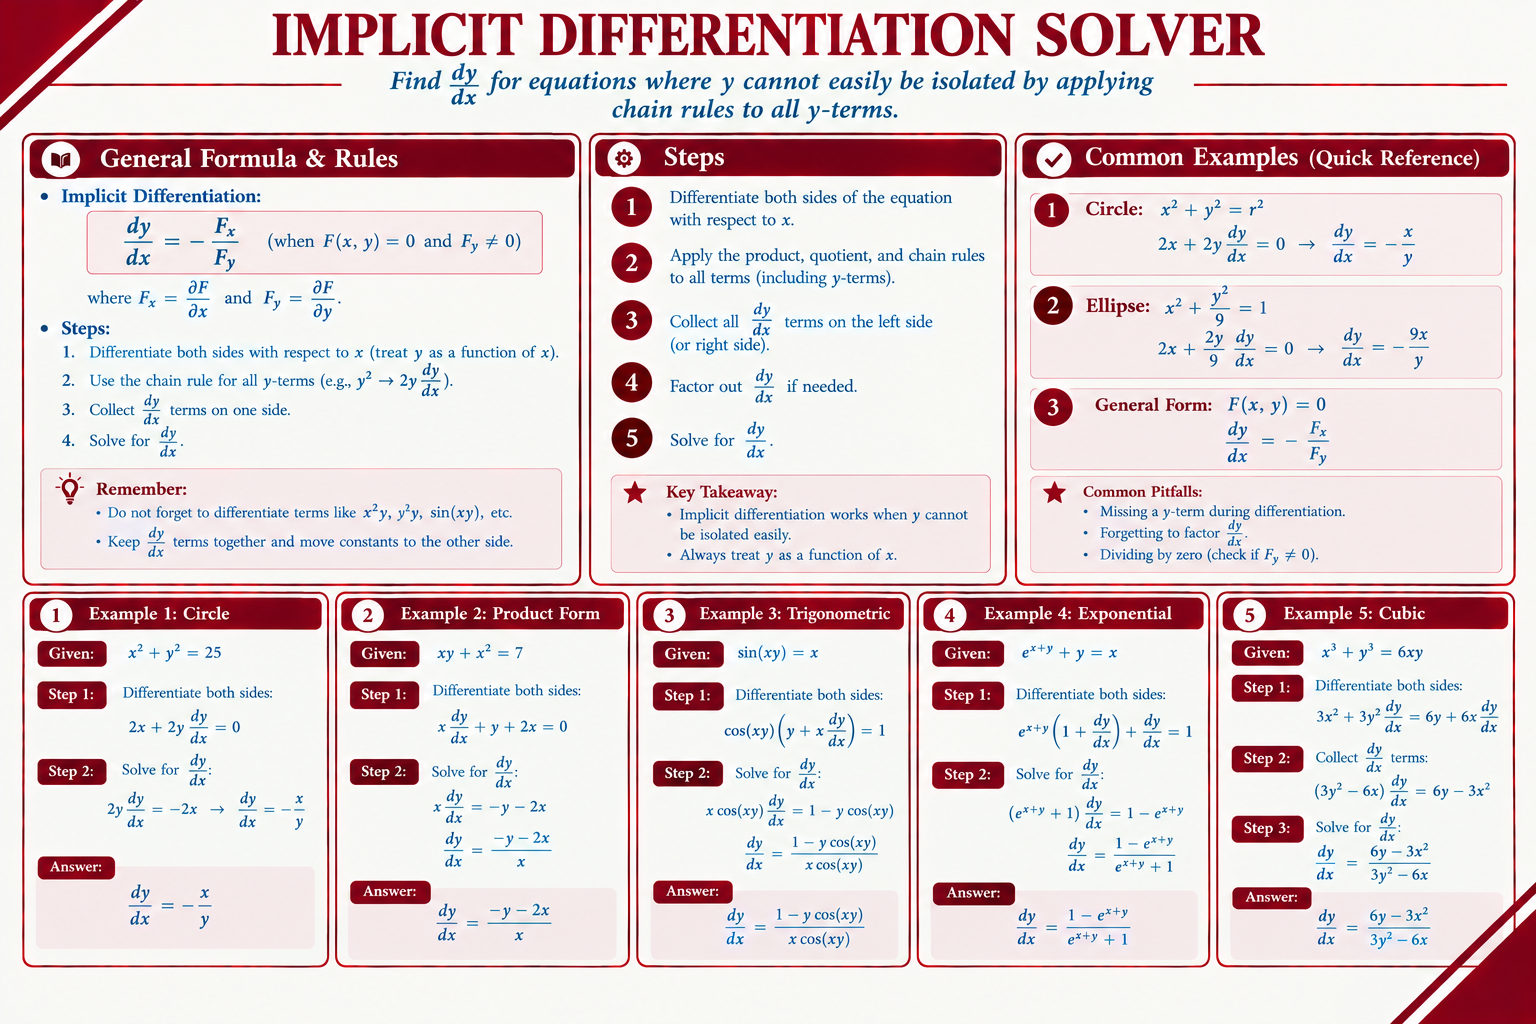 IMPLICIT DIFFERENTIATION SOLVER
Find dy/dx for equations where y cannot easily be isolated by applying
chain rules to all y-terms.
General Formula & Rules
• Implicit Differentiation:
dy/dx = − Fₓ/Fᵧ (when F(x, y) = 0 and Fᵧ ≠ 0)
where Fₓ = ∂F/∂x and Fᵧ = ∂F/∂y.
• Steps:
1. Differentiate both sides with respect to x (treat y as a function of x).
2. Use the chain rule for all y-terms (e.g., y² → 2y dy/dx).
3. Collect dy/dx terms on one side.
4. Solve for dy/dx.
Remember:
• Do not forget to differentiate terms like x²y, y²y, sin(xy), etc.
• Keep dy/dx terms together and move constants to the other side.
Steps
1 Differentiate both sides of the equation
with respect to x.
2 Apply the product, quotient, and chain rules
to all terms (including y-terms).
3 Collect all dy/dx terms on the left side
(or right side).
4 Factor out dy/dx if needed.
5 Solve for dy/dx.
Key Takeaway:
• Implicit differentiation works when y cannot
be isolated easily.
• Always treat y as a function of x.
Common Examples (Quick Reference)
1 Circle: x² + y² = r²
2x + 2y dy/dx = 0 → dy/dx = − x/y
2 Ellipse: x² + y²/9 = 1
2x + 2y/9 dy/dx = 0 → dy/dx = − 9x/y
3 General Form: F(x, y) = 0
dy/dx = − Fₓ/Fᵧ
Common Pitfalls:
• Missing a y-term during differentiation.
• Forgetting to factor dy/dx.
• Dividing by zero (check if Fᵧ ≠ 0).
1 Example 1: Circle
Given: x² + y² = 25
Step 1: Differentiate both sides:
2x + 2y dy/dx = 0
Step 2: Solve for dy/dx:
2y dy/dx = −2x → dy/dx = − x/y
Answer:
dy/dx = − x/y
2 Example 2: Product Form
Given: xy + x² = 7
Step 1: Differentiate both sides:
x dy/dx + y + 2x = 0
Step 2: Solve for dy/dx:
x dy/dx = −y − 2x
dy/dx = (−y − 2x)/x
Answer:
dy/dx = (−y − 2x)/x
3 Example 3: Trigonometric
Given: sin(xy) = x
Step 1: Differentiate both sides:
cos(xy)(y + x dy/dx) = 1
Step 2: Solve for dy/dx:
x cos(xy) dy/dx = 1 − y cos(xy)
dy/dx = (1 − y cos(xy))/(x cos(xy))
Answer:
dy/dx = (1 − y cos(xy))/(x cos(xy))
4 Example 4: Exponential
Given: eˣ⁺ʸ + y = x
Step 1: Differentiate both sides:
eˣ⁺ʸ(1 + dy/dx) + dy/dx = 1
Step 2: Solve for dy/dx:
(eˣ⁺ʸ + 1) dy/dx = 1 − eˣ⁺ʸ
dy/dx = (1 − eˣ⁺ʸ)/(eˣ⁺ʸ + 1)
Answer:
dy/dx = (1 − eˣ⁺ʸ)/(eˣ⁺ʸ + 1)
5 Example 5: Cubic
Given: x³ + y³ = 6xy
Step 1: Differentiate both sides:
3x² + 3y² dy/dx = 6y + 6x dy/dx
Step 2: Collect dy/dx terms:
(3y² − 6x) dy/dx = 6y − 3x²
Step 3: Solve for dy/dx:
dy/dx = (6y − 3x²)/(3y² − 6x)
Answer:
dy/dx = (6y − 3x²)/(3y² − 6x)